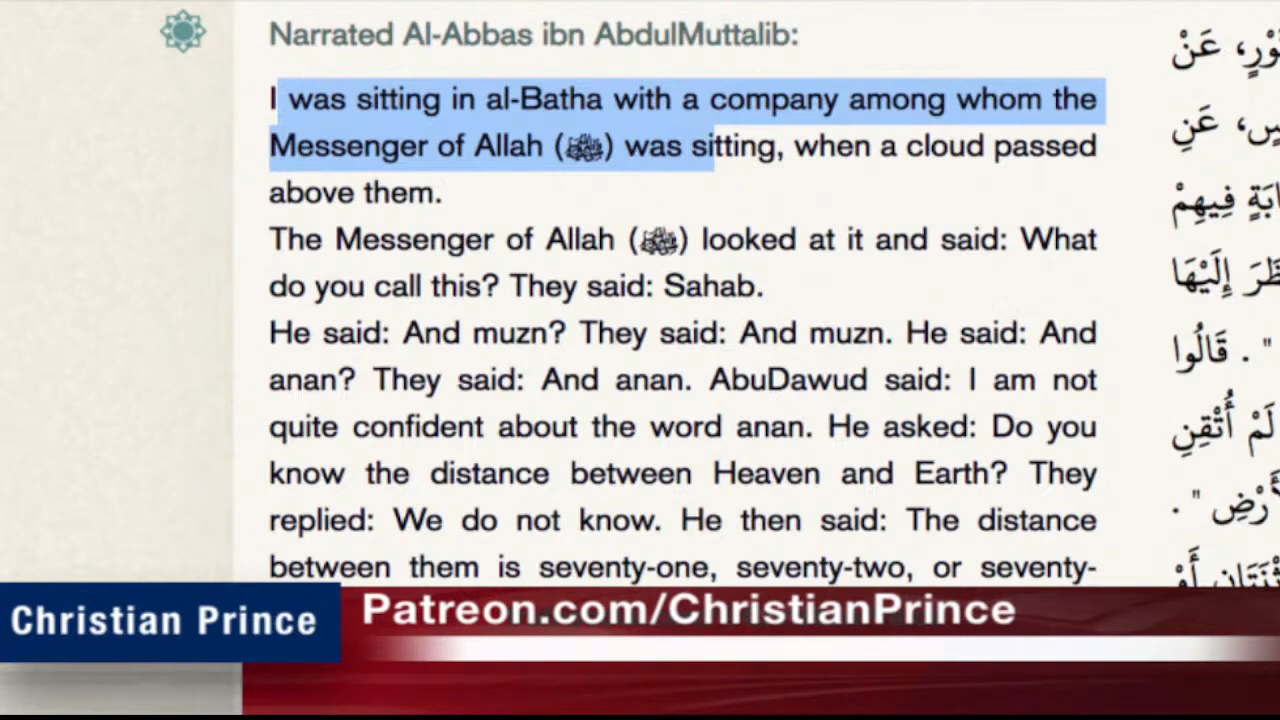 Narrated Al-Abbas ibn AbdulMuttalib:
I was sitting in al-Batha with a company among whom the
Messenger of Allah (ﷺ) was sitting, when a cloud passed
above them.
The Messenger of Allah (ﷺ) looked at it and said: What
do you call this? They said: Sahab.
He said: And muzn? They said: And muzn. He said: And
anan? They said: And anan. AbuDawud said: I am not
quite confident about the word anan. He asked: Do you
know the distance between Heaven and Earth? They
replied: We do not know. He then said: The distance
between them is seventy-one, seventy-two, or seventy-
عَنْ
عَنِ
فِيهِمْ
إِلَيْهَا
" . قَالُوا
لَمْ أُتْقِنِ
" .
أَوْ
Christian Prince
Patreon.com/ChristianPrince